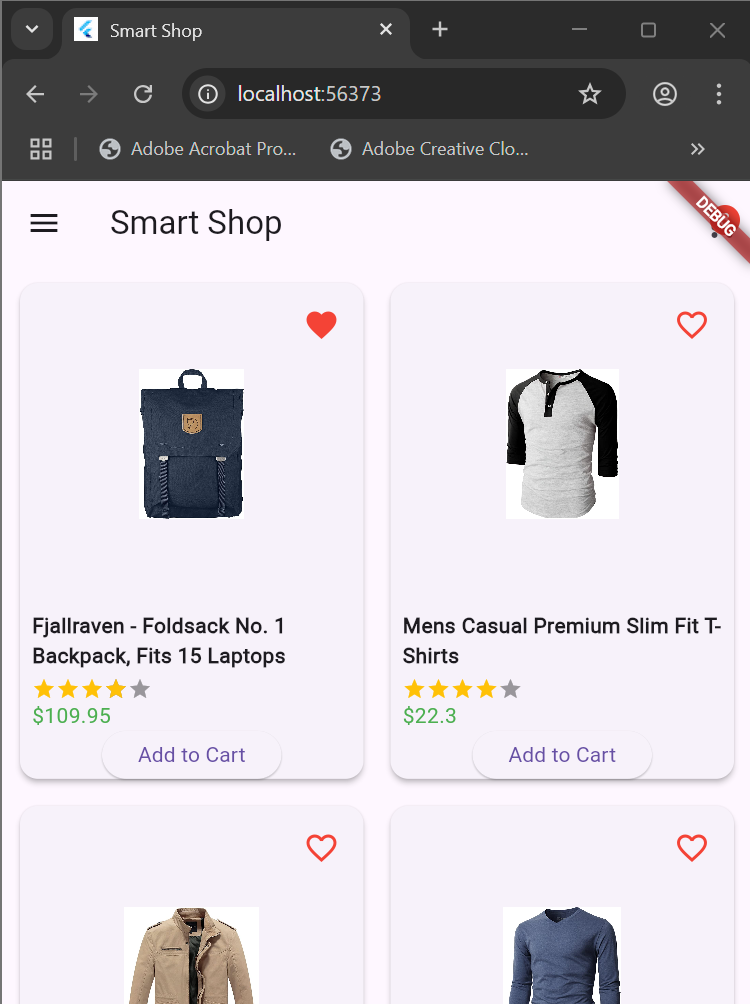 Smart Shop
localhost:56373
Adobe Acrobat Pro...
Adobe Creative Clo...
Smart Shop
DEBUG
Fjallraven - Foldsack No. 1
Backpack, Fits 15 Laptops
$109.95
Add to Cart
Mens Casual Premium Slim Fit T-
Shirts
$22.3
Add to Cart